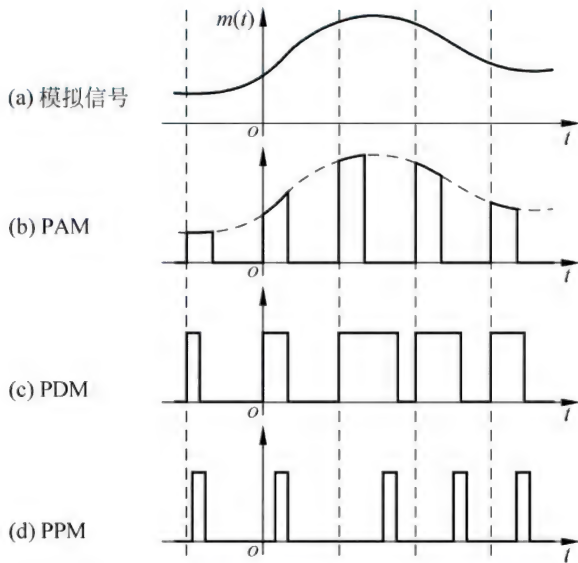 m(t)
(a) 模拟信号
o
t
(b) PAM
o
t
(c) PDM
o
t
(d) PPM
o
t